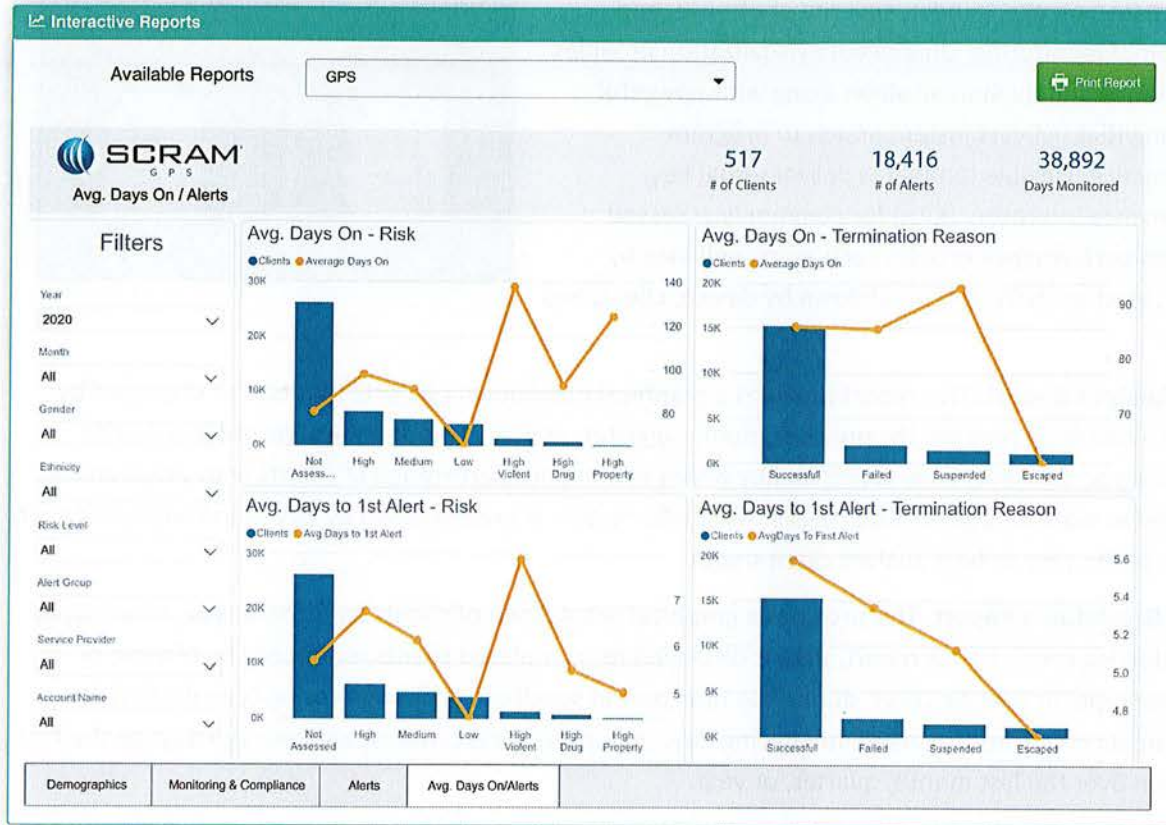 Interactive Reports
Available Reports
GPS
Print Report
SCRAM
GPS
Avg. Days On / Alerts
517
# of Clients
18,416
# of Alerts
38,892
Days Monitored
Filters
Year
2020
Month
All
Gender
All
Ethnicity
All
Risk Level
All
Alert Group
All
Service Provider
All
Account Name
All
Avg. Days On - Risk
Clients Average Days On
30K
20K
10K
0K
140
120
100
80
Not Assess...
High
Medium
Low
High Violent
High Drug
High Property
Avg. Days On - Termination Reason
Clients Average Days On
20K
15K
10K
5K
0K
90
80
70
Successfull
Failed
Suspended
Escaped
Avg. Days to 1st Alert - Risk
Clients Avg Days to 1st Alert
30K
20K
10K
0K
7
6
5
Not Assessed
High
Medium
Low
High Violent
High Drug
High Property
Avg. Days to 1st Alert - Termination Reason
Clients AvgDays To First Alert
20K
15K
10K
5K
0K
5.6
5.4
5.2
5.0
4.8
Successfull
Failed
Suspended
Escaped
Demographics
Monitoring & Compliance
Alerts
Avg. Days On/Alerts